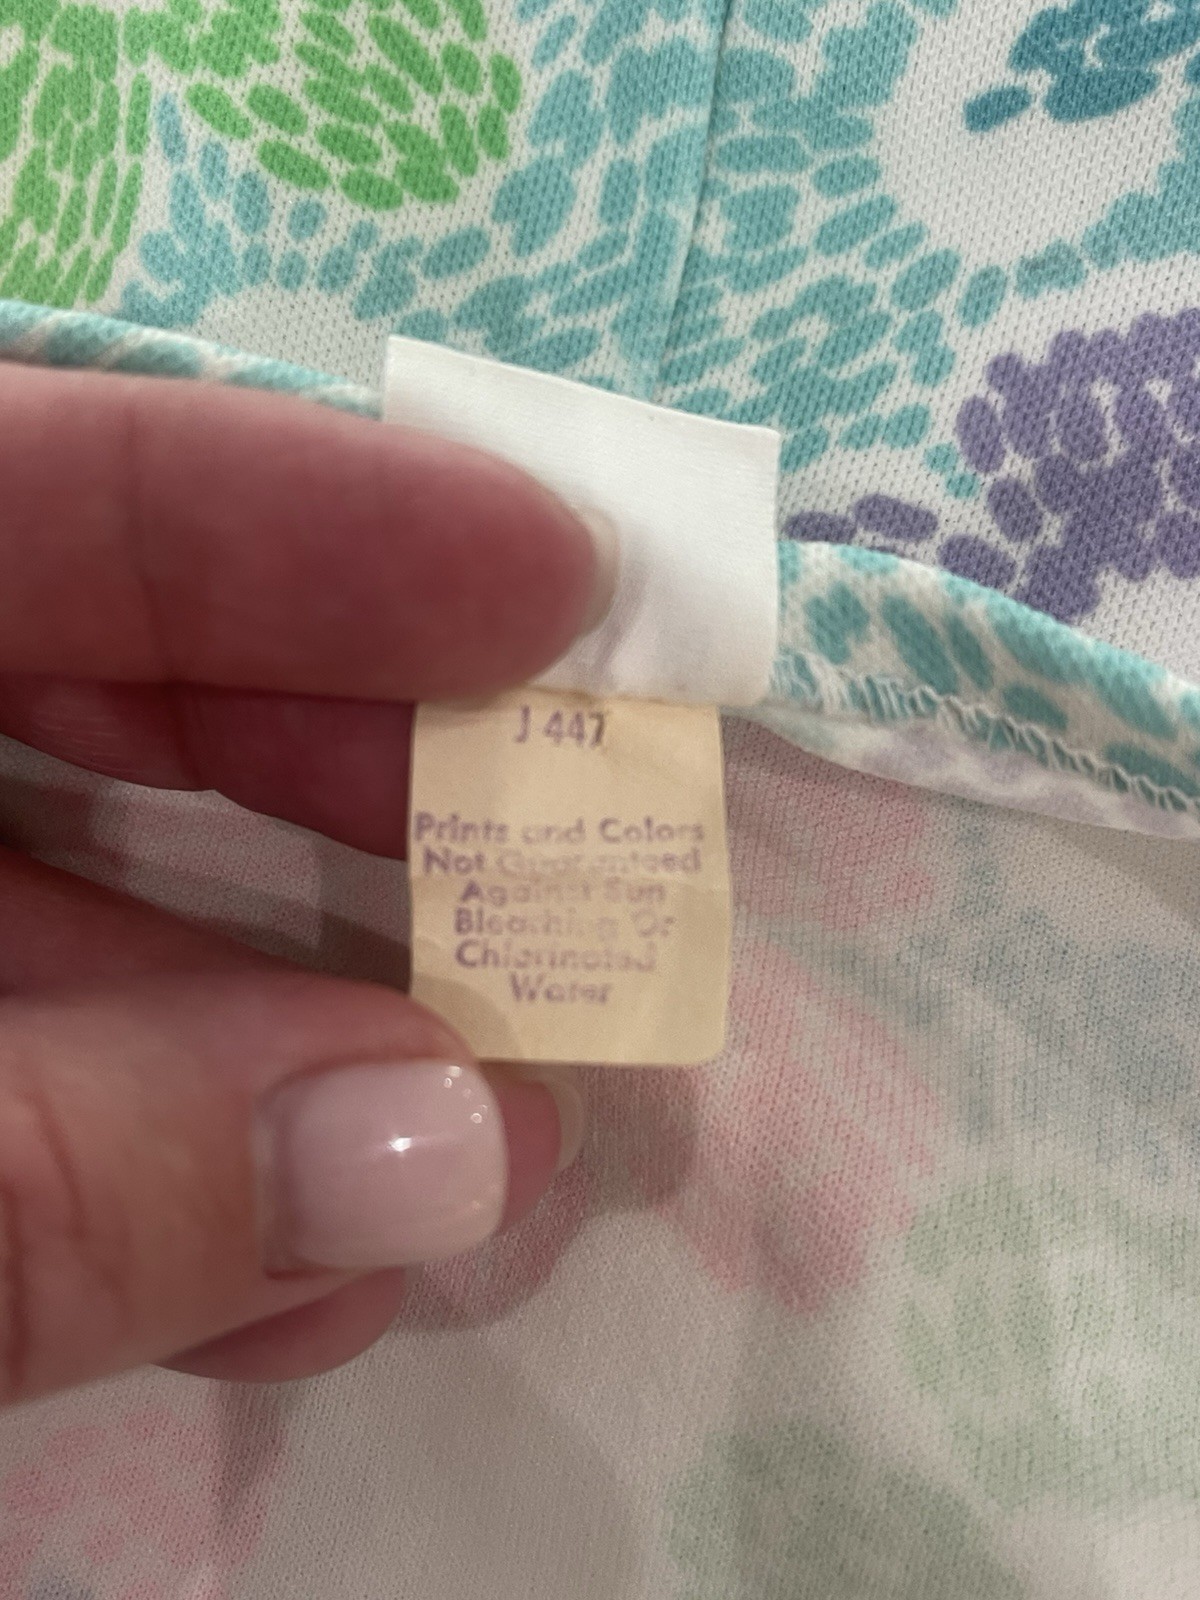 J 447
Prints and Colors
Not Guaranteed
Against Sun
Bleaching Or
Chlorinated
Water